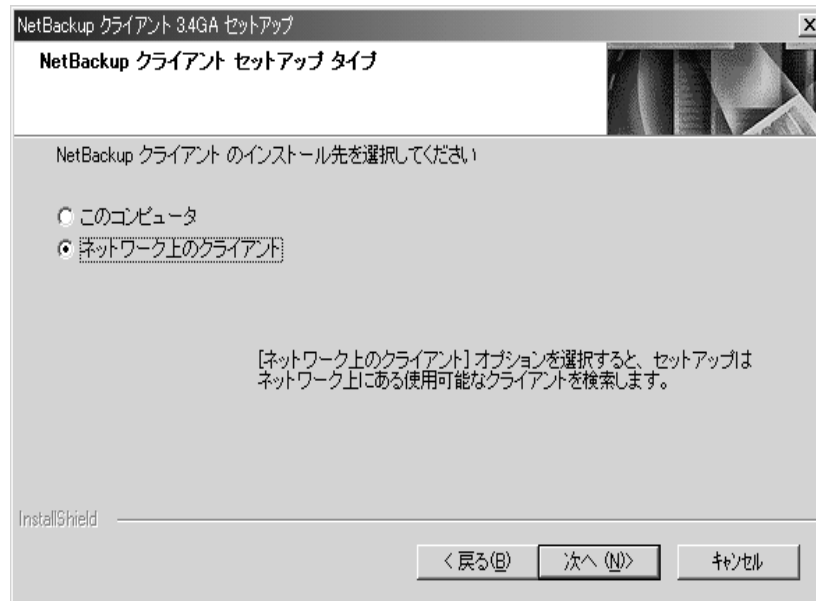 NetBackup クライアント 3.4GA セットアップ
NetBackup クライアント セットアップ タイプ
NetBackup クライアント のインストール先を選択してください
このコンピュータ
ネットワーク上のクライアント
[ネットワーク上のクライアント] オプションを選択すると、セットアップは
ネットワーク上にある使用可能なクライアントを検索します。
InstallShield
< 戻る(B)
次へ (N)>
キャンセル